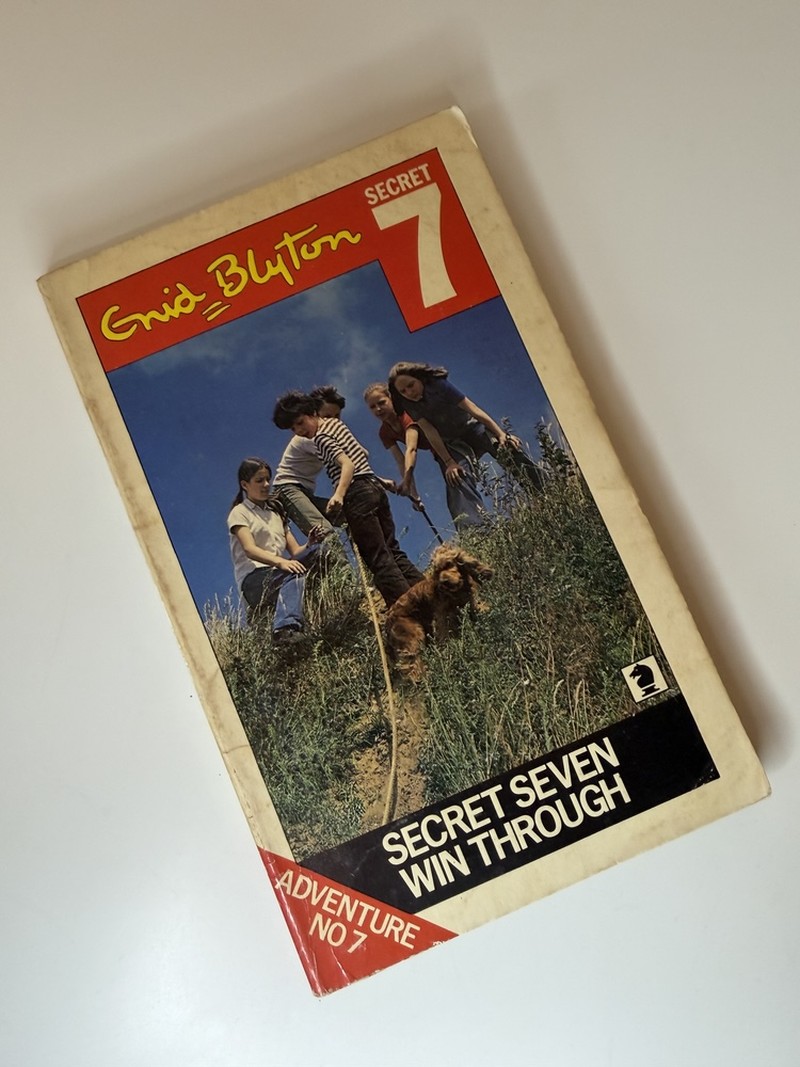 SECRET
7
Enid Blyton
SECRET SEVEN
WIN THROUGH
ADVENTURE
NO 7